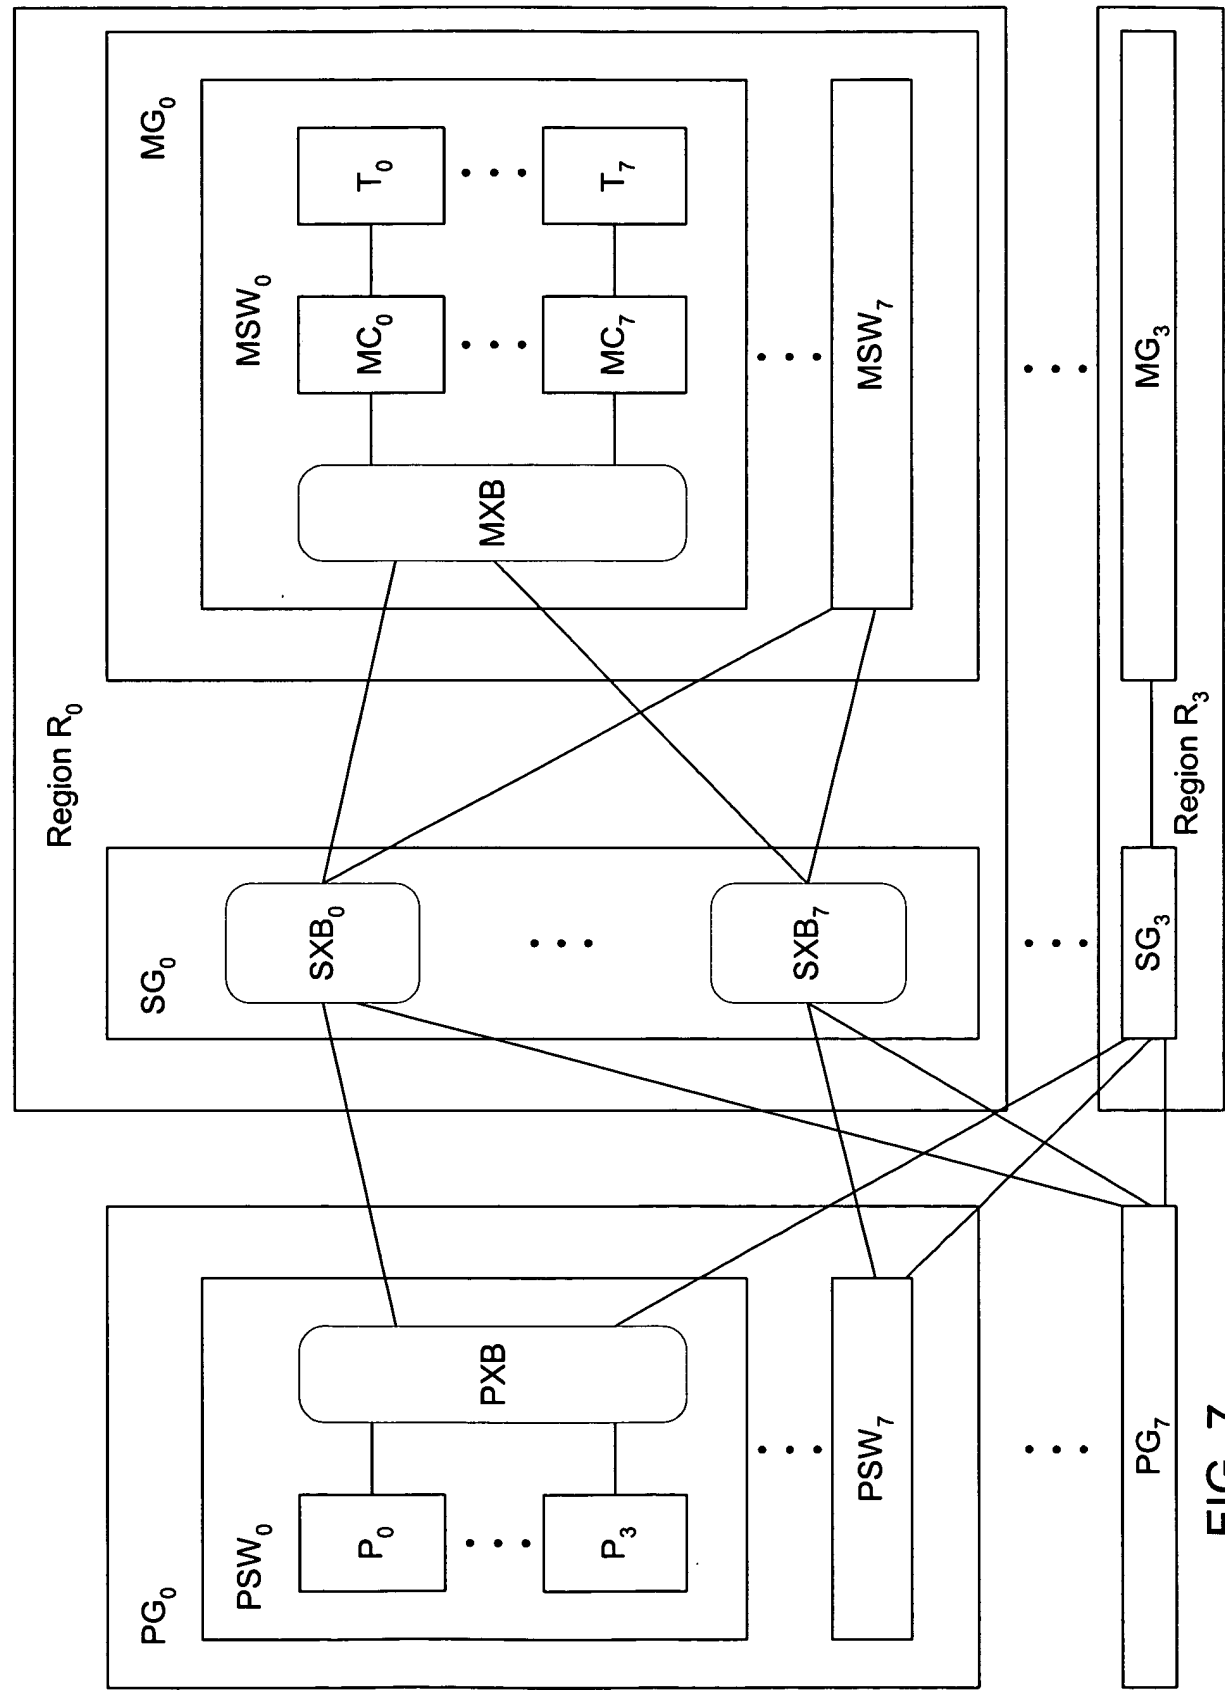 Region R0
PG0
PSW0
P0
P3
PXB
PSW7
SG0
SXB0
SXB7
MG0
MSW0
MXB
MC0
MC7
T0
T7
MSW7
PG7
SG3
MG3
Region R3
FIG. 7